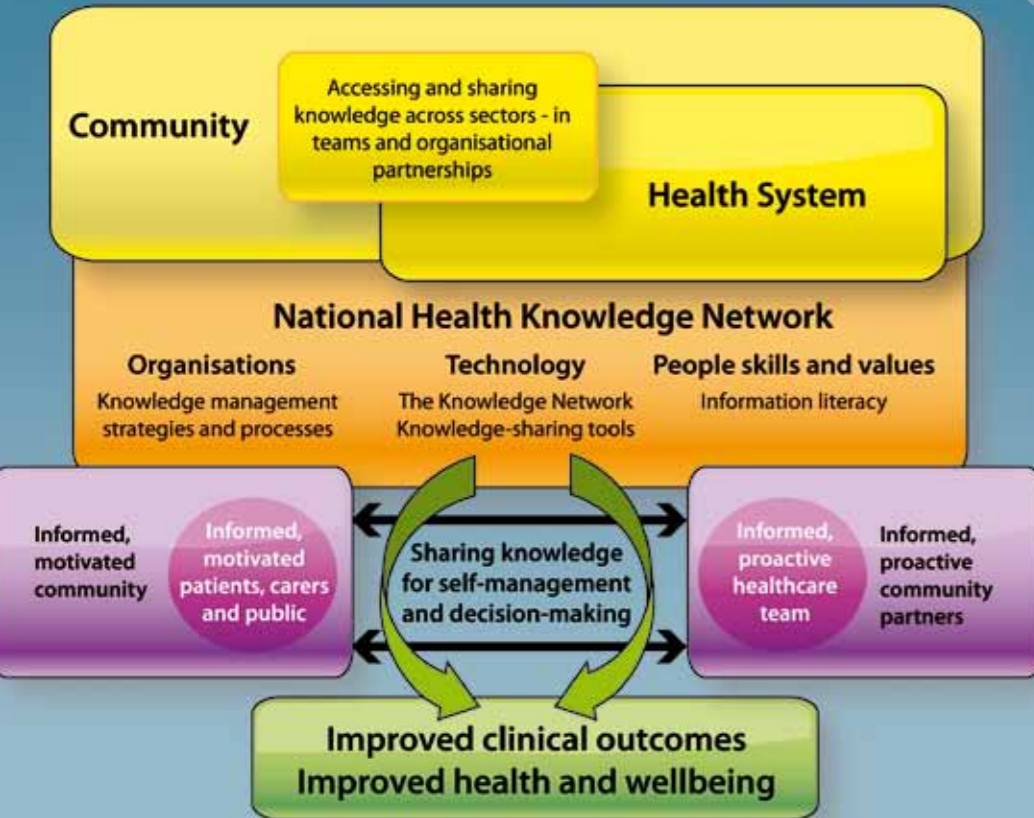 Accessing and sharing
knowledge across sectors - in
teams and organisational
partnerships
Community
Health System
National Health Knowledge Network
Organisations
Knowledge management
strategies and processes
Technology
The Knowledge Network
Knowledge-sharing tools
People skills and values
Information literacy
Informed,
motivated
community
Informed,
motivated
patients, carers
and public
Sharing knowledge
for self-management
and decision-making
Informed,
proactive
healthcare
team
Informed,
proactive
community
partners
Improved clinical outcomes
Improved health and wellbeing